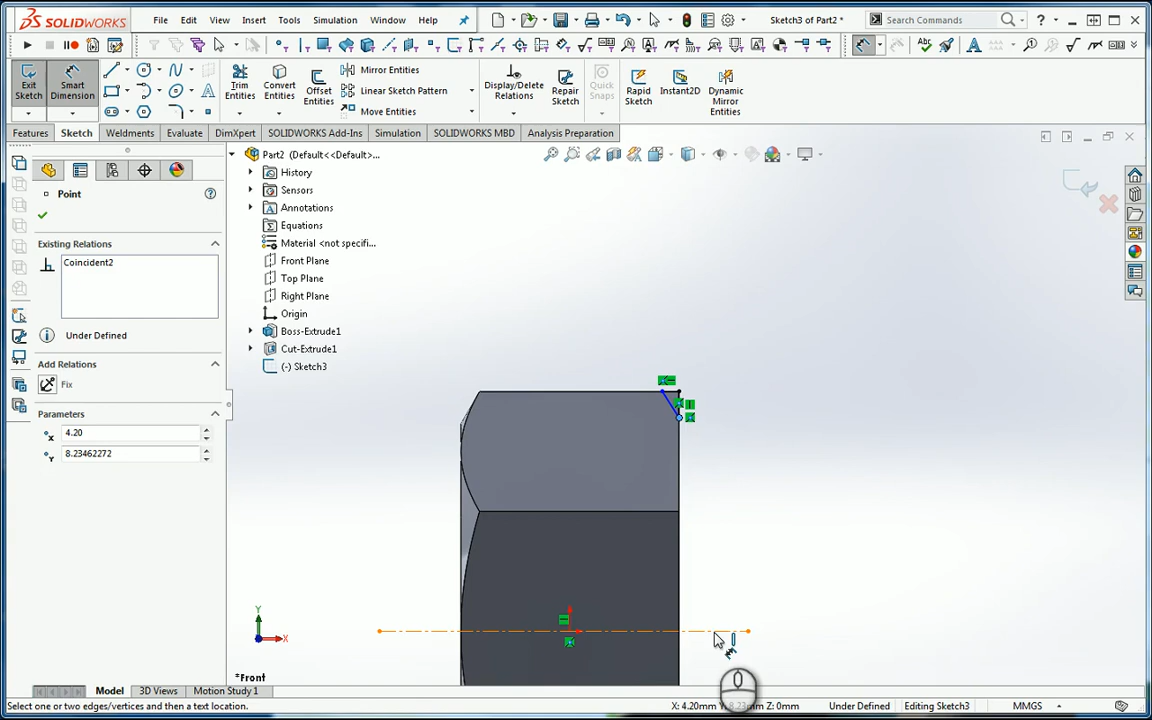 SOLIDWORKS
File Edit View Insert Tools Simulation Window Help
Sketch3 of Part2 *
Search Commands
Exit Sketch
Smart Dimension
Trim Entities
Convert Entities
Offset Entities
Mirror Entities
Linear Sketch Pattern
Move Entities
Display/Delete Relations
Repair Sketch
Quick Snaps
Rapid Sketch
Instant2D
Dynamic Mirror Entities
Features Sketch Weldments Evaluate DimXpert SOLIDWORKS Add-Ins Simulation SOLIDWORKS MBD Analysis Preparation
Point
Existing Relations
Coincident2
Under Defined
Add Relations
Fix
Parameters
4.20
8.23462272
Part2 (Default<<Default>...
History
Sensors
Annotations
Equations
Material <not specifi...
Front Plane
Top Plane
Right Plane
Origin
Boss-Extrude1
Cut-Extrude1
(-) Sketch3
Y
X
*Front
Model 3D Views Motion Study 1
Select one or two edges/vertices and then a text location.
X: 4.20mm Y: 8.23mm Z: 0mm
Under Defined
Editing Sketch3
MMGS